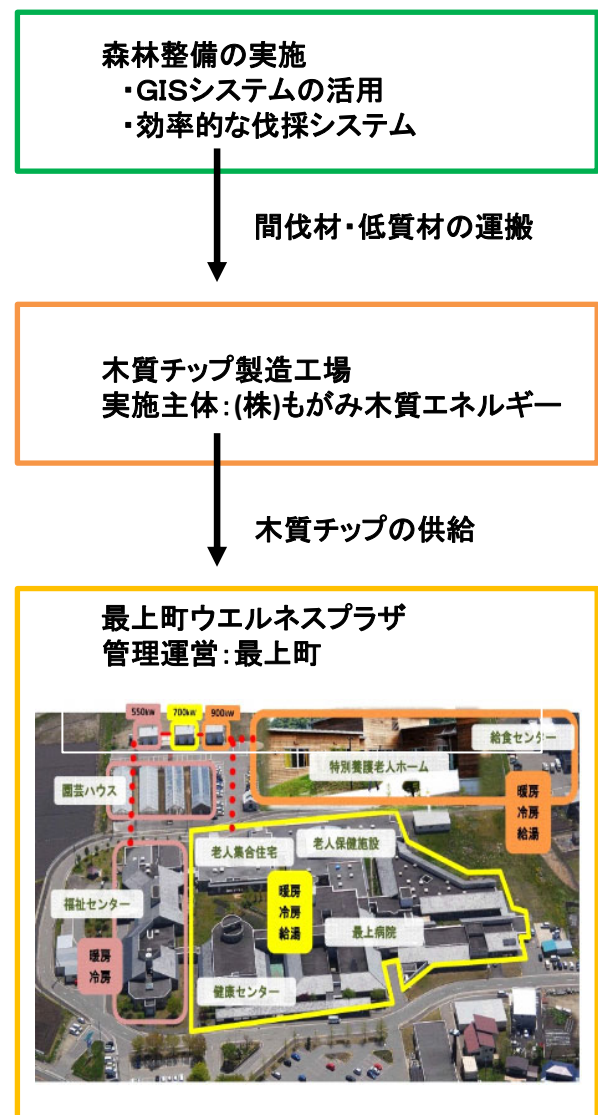 森林整備の実施
・GISシステムの活用
・効率的な伐採システム
間伐材・低質材の運搬
木質チップ製造工場
実施主体:(株)もがみ木質エネルギー
木質チップの供給
最上町ウエルネスプラザ
管理運営:最上町
550kw
700kw
900kw
給食センター
特別養護老人ホーム
園芸ハウス
暖房
冷房
給湯
老人集合住宅
老人保健施設
福祉センター
暖房
冷房
給湯
最上病院
暖房
冷房
健康センター